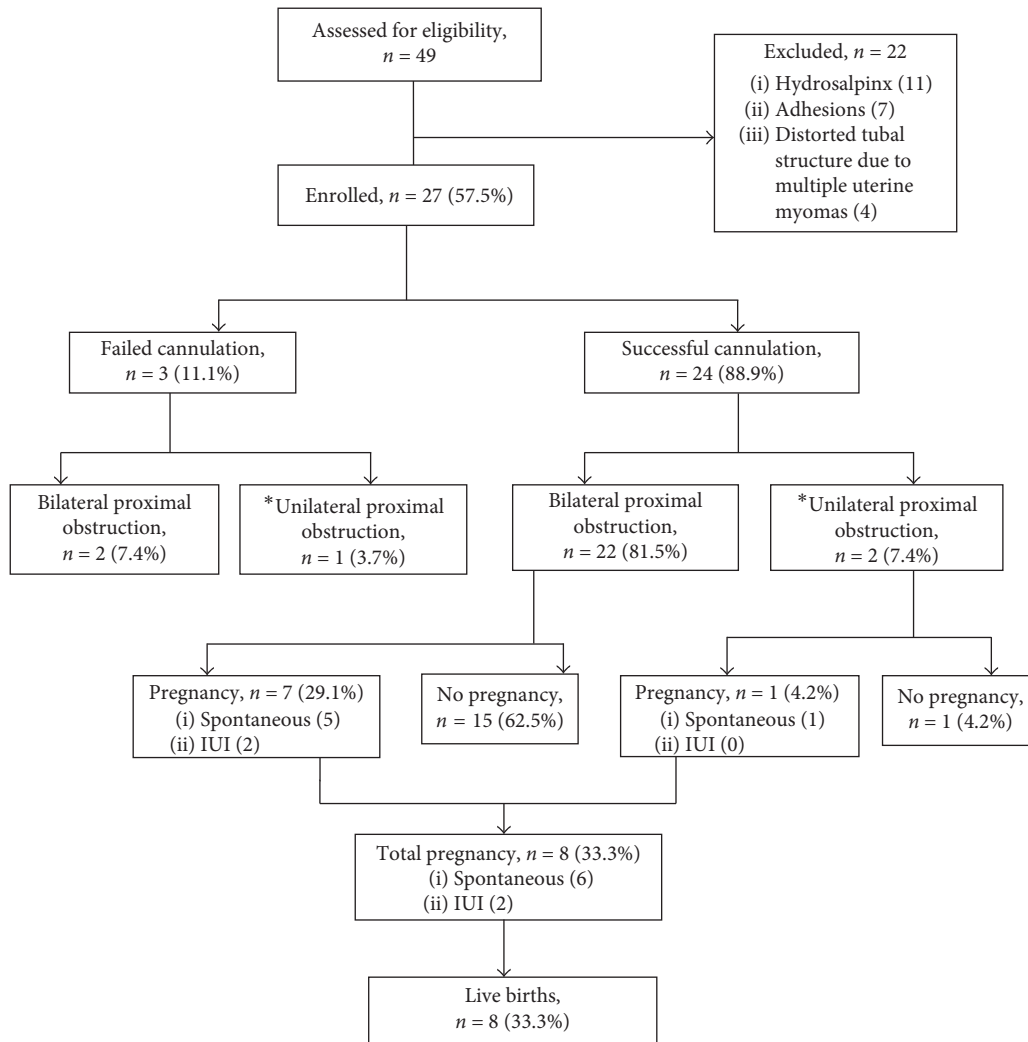 Assessed for eligibility,
n = 49
Excluded, n = 22
(i) Hydrosalpinx (11)
(ii) Adhesions (7)
(iii) Distorted tubal
structure due to
multiple uterine
myomas (4)
Enrolled, n = 27 (57.5%)
Failed cannulation,
n = 3 (11.1%)
Successful cannulation,
n = 24 (88.9%)
Bilateral proximal
obstruction,
n = 2 (7.4%)
*Unilateral proximal
obstruction,
n = 1 (3.7%)
Bilateral proximal
obstruction,
n = 22 (81.5%)
*Unilateral proximal
obstruction,
n = 2 (7.4%)
Pregnancy, n = 7 (29.1%)
(i) Spontaneous (5)
(ii) IUI (2)
No pregnancy,
n = 15 (62.5%)
Pregnancy, n = 1 (4.2%)
(i) Spontaneous (1)
(ii) IUI (0)
No pregnancy,
n = 1 (4.2%)
Total pregnancy, n = 8 (33.3%)
(i) Spontaneous (6)
(ii) IUI (2)
Live births,
n = 8 (33.3%)